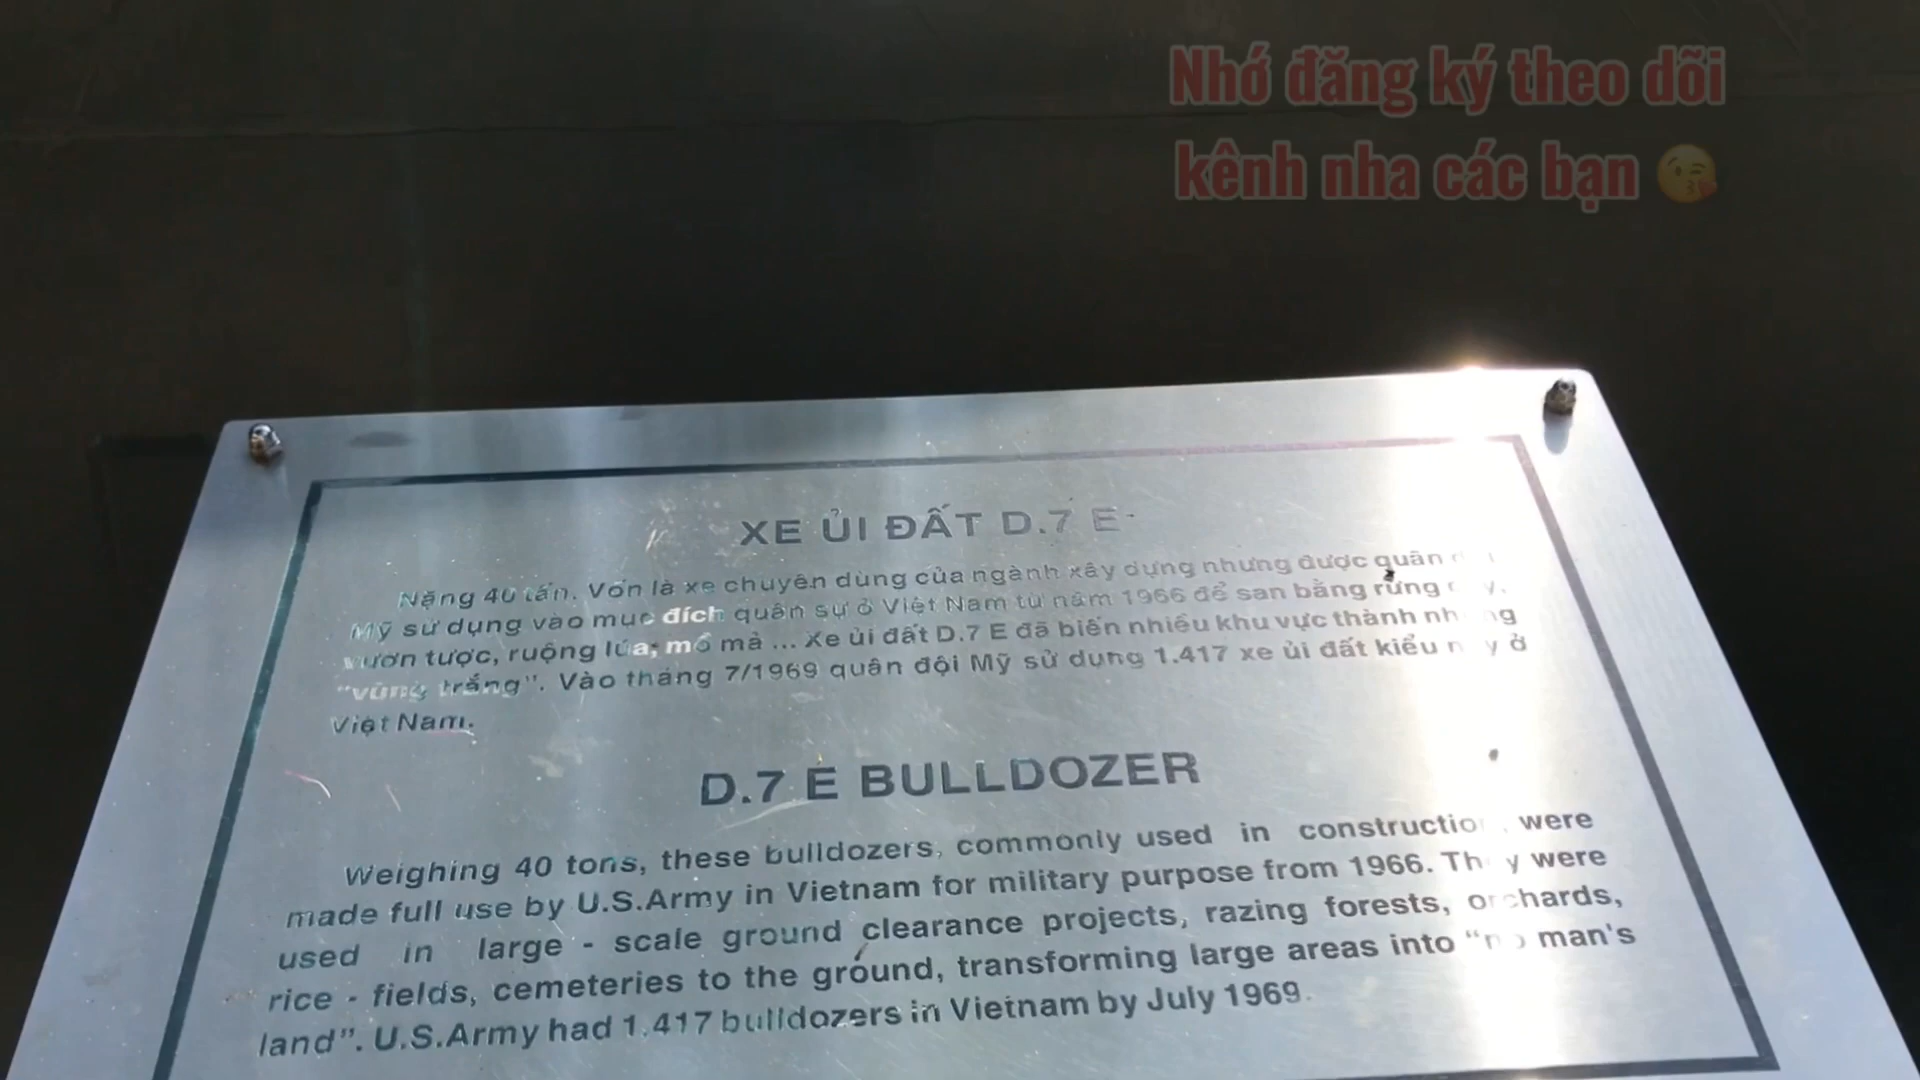 Nhớ đăng ký theo dõi
kênh nha các bạn 😘
XE ỦI ĐẤT D.7 E
Nặng 40 tấn. Vốn là xe chuyên dùng của ngành xây dựng nhưng được quân
Mỹ sử dụng vào mục đích quân sự ở Việt Nam từ năm 1966 để san bằng rừng
vườn tược, ruộng lúa, mồ mả ... Xe ủi đất D.7 E đã biến nhiều khu vực thành
"vùng trắng". Vào tháng 7/1969 quân đội Mỹ sử dụng 1.417 xe ủi đất kiểu ở
Việt Nam.
D.7 E BULLDOZER
Weighing 40 tons, these bulldozers, commonly used in construction, were
made full use by U.S.Army in Vietnam for military purpose from 1966. They were
used in large - scale ground clearance projects, razing forests, orchards,
rice - fields, cemeteries to the ground, transforming large areas into “no man's
land”. U.S.Army had 1.417 bulldozers in Vietnam by July 1969.